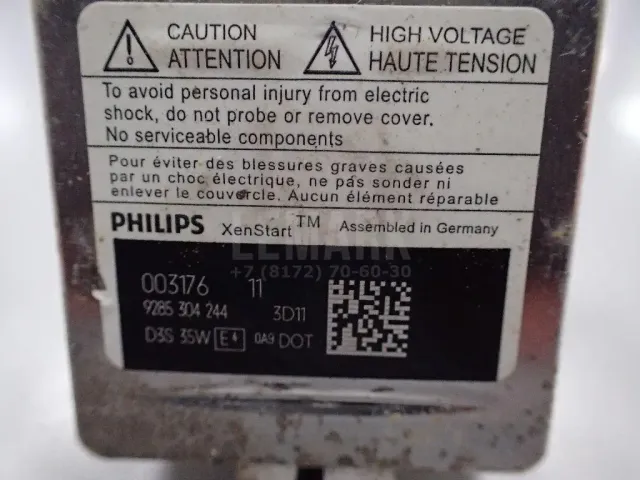 CAUTION
ATTENTION
HIGH VOLTAGE
HAUTE TENSION
To avoid personal injury from electric
shock, do not probe or remove cover.
No serviceable components
Pour éviter des blessures graves causées
par un choc électrique, ne pas sonder ni
enlever le couvercle. Aucun élément réparable
PHILIPS XenStart™ Assembled in Germany
LEMARK
+7 (8172) 70-60-30
003176 11
9285 304 244 3D11
D3S 35W E4 0A9 DOT